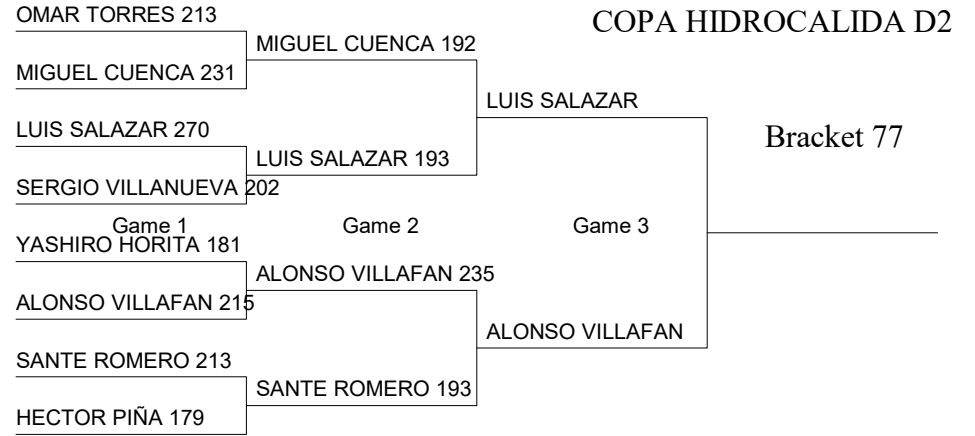 OMAR TORRES 213
COPA HIDROCALIDA D2
MIGUEL CUENCA 192
MIGUEL CUENCA 231
LUIS SALAZAR
LUIS SALAZAR 270
Bracket 77
LUIS SALAZAR 193
SERGIO VILLANUEVA 202
Game 1
Game 2
Game 3
YASHIRO HORITA 181
ALONSO VILLAFAN 235
ALONSO VILLAFAN 215
ALONSO VILLAFAN
SANTE ROMERO 213
SANTE ROMERO 193
HECTOR PIÑA 179